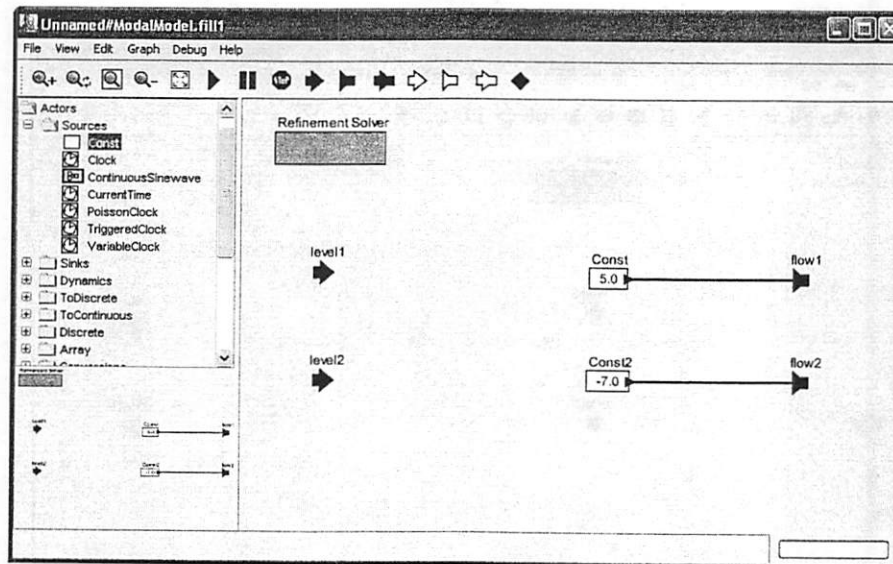 Unnamed#ModalModel.fill1
File View Edit Graph Debug Help
Actors
Sources
Const
Clock
ContinuousSinewave
CurrentTime
PoissonClock
TriggeredClock
VariableClock
Sinks
Dynamics
ToDiscrete
ToContinuous
Discrete
Array
Refinement Solver
level1
Const
5.0
flow1
level2
Const2
-7.0
flow2